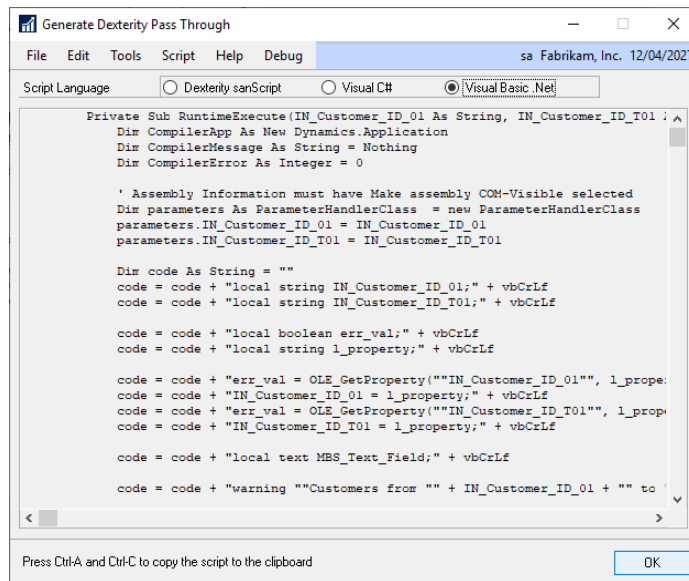 Generate Dexterity Pass Through
File Edit Tools Script Help Debug sa Fabrikam, Inc. 12/04/2027
Script Language Dexterity sanScript Visual C# Visual Basic .Net
Private Sub RuntimeExecute(IN_Customer_ID_01 As String, IN_Customer_ID_T01
Dim CompilerApp As New Dynamics.Application
Dim CompilerMessage As String = Nothing
Dim CompilerError As Integer = 0
' Assembly Information must have Make assembly COM-Visible selected
Dim parameters As ParameterHandlerClass = new ParameterHandlerClass
parameters.IN_Customer_ID_01 = IN_Customer_ID_01
parameters.IN_Customer_ID_T01 = IN_Customer_ID_T01
Dim code As String = ""
code = code + "local string IN_Customer_ID_01;" + vbCrLf
code = code + "local string IN_Customer_ID_T01;" + vbCrLf
code = code + "local boolean err_val;" + vbCrLf
code = code + "local string l_property;" + vbCrLf
code = code + "err_val = OLE_GetProperty(""IN_Customer_ID_01"", l_prope
code = code + "IN_Customer_ID_01 = l_property;" + vbCrLf
code = code + "err_val = OLE_GetProperty(""IN_Customer_ID_T01"", l_prop
code = code + "IN_Customer_ID_T01 = l_property;" + vbCrLf
code = code + "local text MBS_Text_Field;" + vbCrLf
code = code + "warning ""Customers from "" + IN_Customer_ID_01 + "" to
Press Ctrl-A and Ctrl-C to copy the script to the clipboard
OK